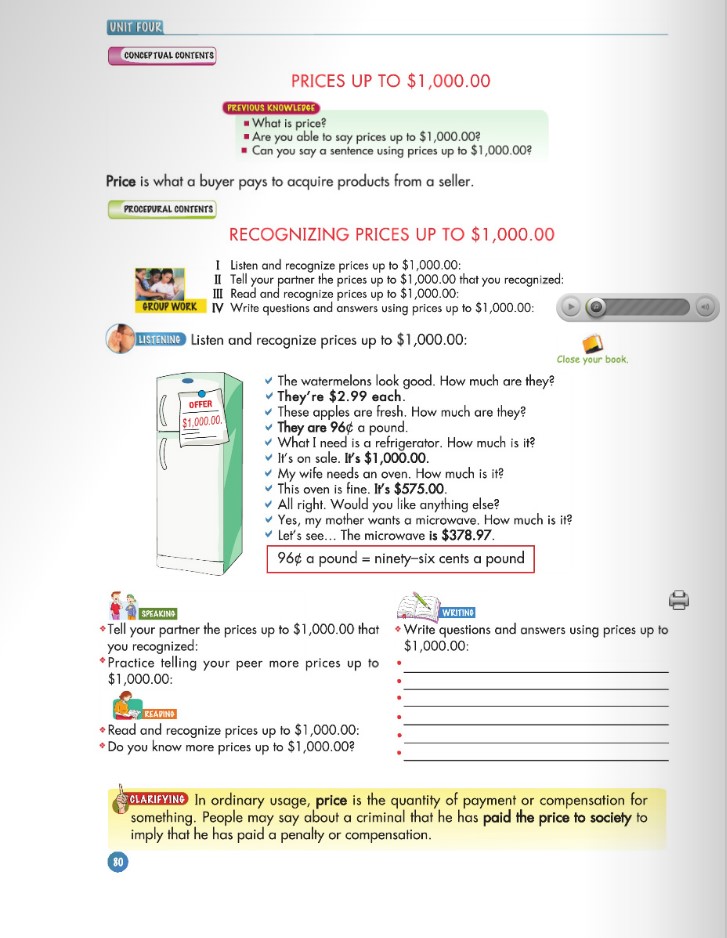 UNIT FOUR
CONCEPTUAL CONTENTS
PRICES UP TO $1,000.00
PREVIOUS KNOWLEDGE
▪ What is price?
▪ Are you able to say prices up to $1,000.00?
▪ Can you say a sentence using prices up to $1,000.00?
Price is what a buyer pays to acquire products from a seller.
PROCEDURAL CONTENTS
RECOGNIZING PRICES UP TO $1,000.00
I Listen and recognize prices up to $1,000.00:
II Tell your partner the prices up to $1,000.00 that you recognized:
III Read and recognize prices up to $1,000.00:
GROUP WORK IV Write questions and answers using prices up to $1,000.00:
LISTENING Listen and recognize prices up to $1,000.00:
Close your book.
OFFER
$1,000.00.
✓ The watermelons look good. How much are they?
✓ They're $2.99 each.
✓ These apples are fresh. How much are they?
✓ They are 96¢ a pound.
✓ What I need is a refrigerator. How much is it?
✓ It's on sale. It's $1,000.00.
✓ My wife needs an oven. How much is it?
✓ This oven is fine. It's $575.00.
✓ All right. Would you like anything else?
✓ Yes, my mother wants a microwave. How much is it?
✓ Let's see... The microwave is $378.97.
96¢ a pound = ninety–six cents a pound
SPEAKING
❖ Tell your partner the prices up to $1,000.00 that
you recognized:
❖ Practice telling your peer more prices up to
$1,000.00:
READING
❖ Read and recognize prices up to $1,000.00:
❖ Do you know more prices up to $1,000.00?
WRITING
❖ Write questions and answers using prices up to
$1,000.00:
CLARIFYING In ordinary usage, price is the quantity of payment or compensation for
something. People may say about a criminal that he has paid the price to society to
imply that he has paid a penalty or compensation.
80